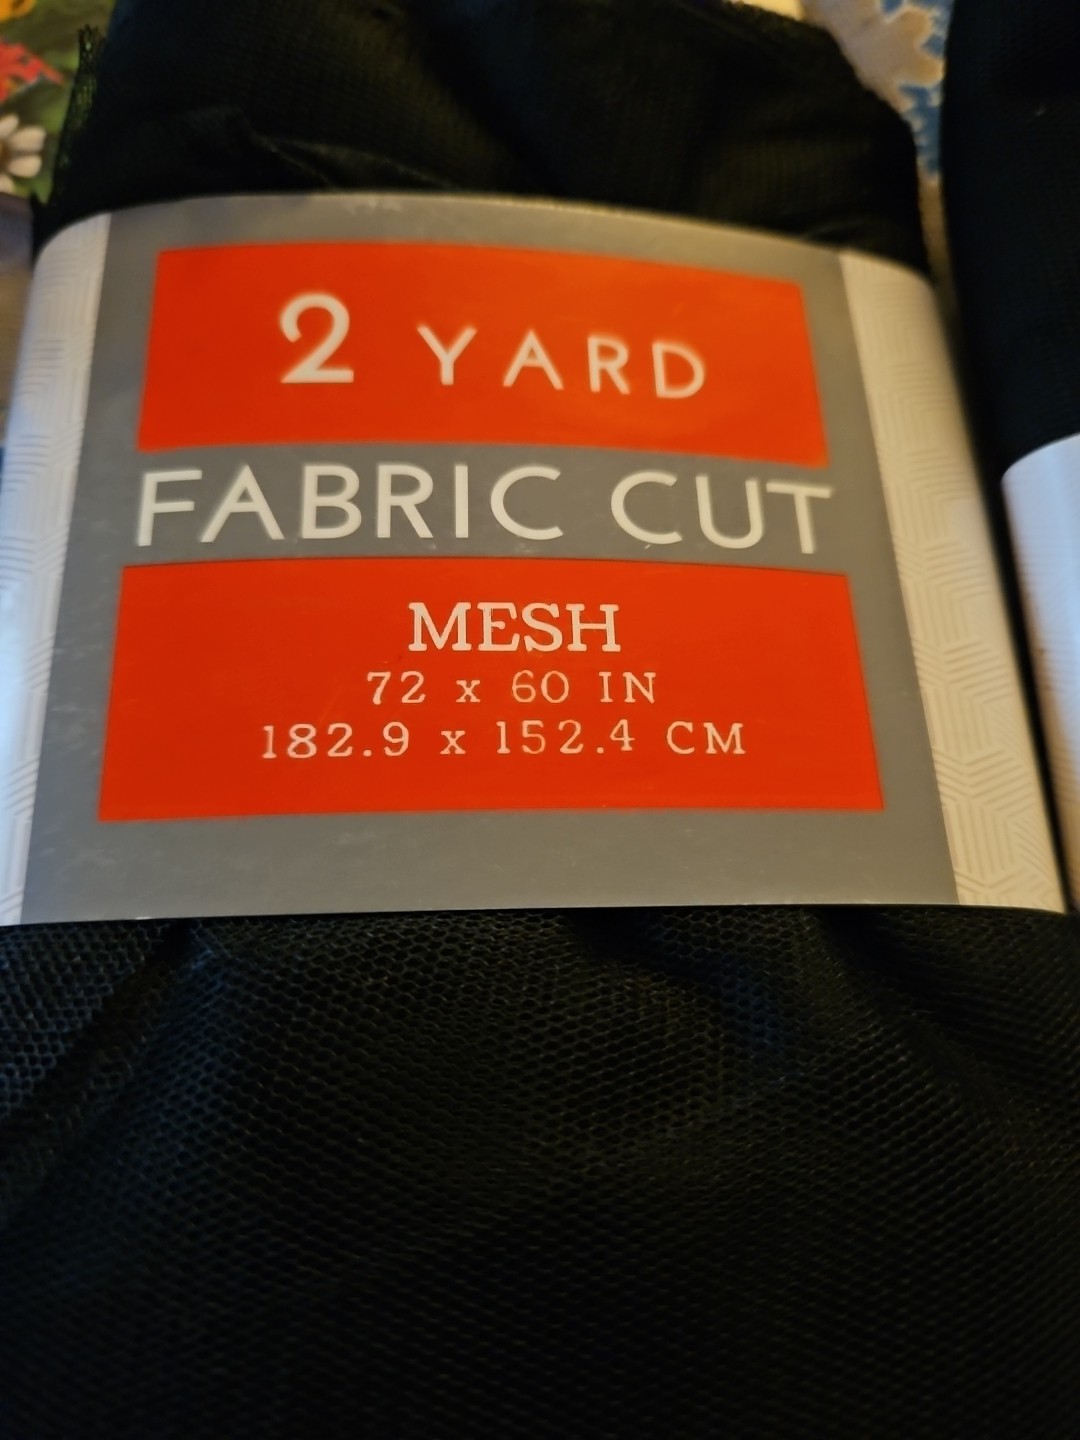 2 YARD
FABRIC CUT
MESH
72 x 60 IN
182.9 x 152.4 CM